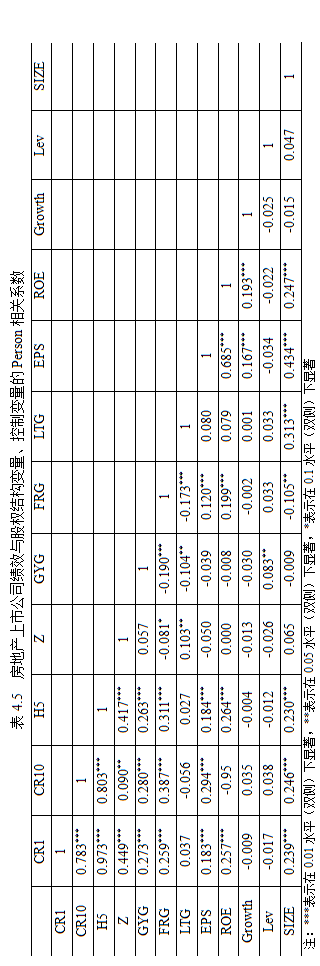 表 4.5 房地产上市公司绩效与股权结构变量、控制变量的 Person 相关系数
CR1 CR10 H5 Z GYG FRG LTG EPS ROE Growth Lev SIZE
CR1 1
CR10 0.783*** 1
H5 0.973*** 0.803*** 1
Z 0.449*** 0.090** 0.417*** 1
GYG 0.273*** 0.280*** 0.263*** 0.057 1
FRG 0.259*** 0.387*** 0.311*** -0.081* -0.190*** 1
LTG 0.037 -0.056 0.027 0.103** -0.104** -0.173*** 1
EPS 0.183*** 0.294*** 0.184*** -0.050 -0.039 0.120*** 0.080 1
ROE 0.257*** -0.95 0.264*** 0.000 -0.008 0.199*** 0.079 0.685*** 1
Growth -0.009 0.035 -0.004 -0.013 -0.030 -0.002 0.001 0.167*** 0.193*** 1
Lev -0.017 0.038 -0.012 -0.026 0.083** 0.033 0.033 -0.034 -0.022 -0.025 1
SIZE 0.239*** 0.246*** 0.230*** 0.065 -0.009 -0.105** 0.313*** 0.434*** 0.247*** -0.015 0.047 1
注：***表示在 0.01 水平（双侧）下显著，**表示在 0.05 水平（双侧）下显著，*表示在 0.1 水平（双侧）下显著